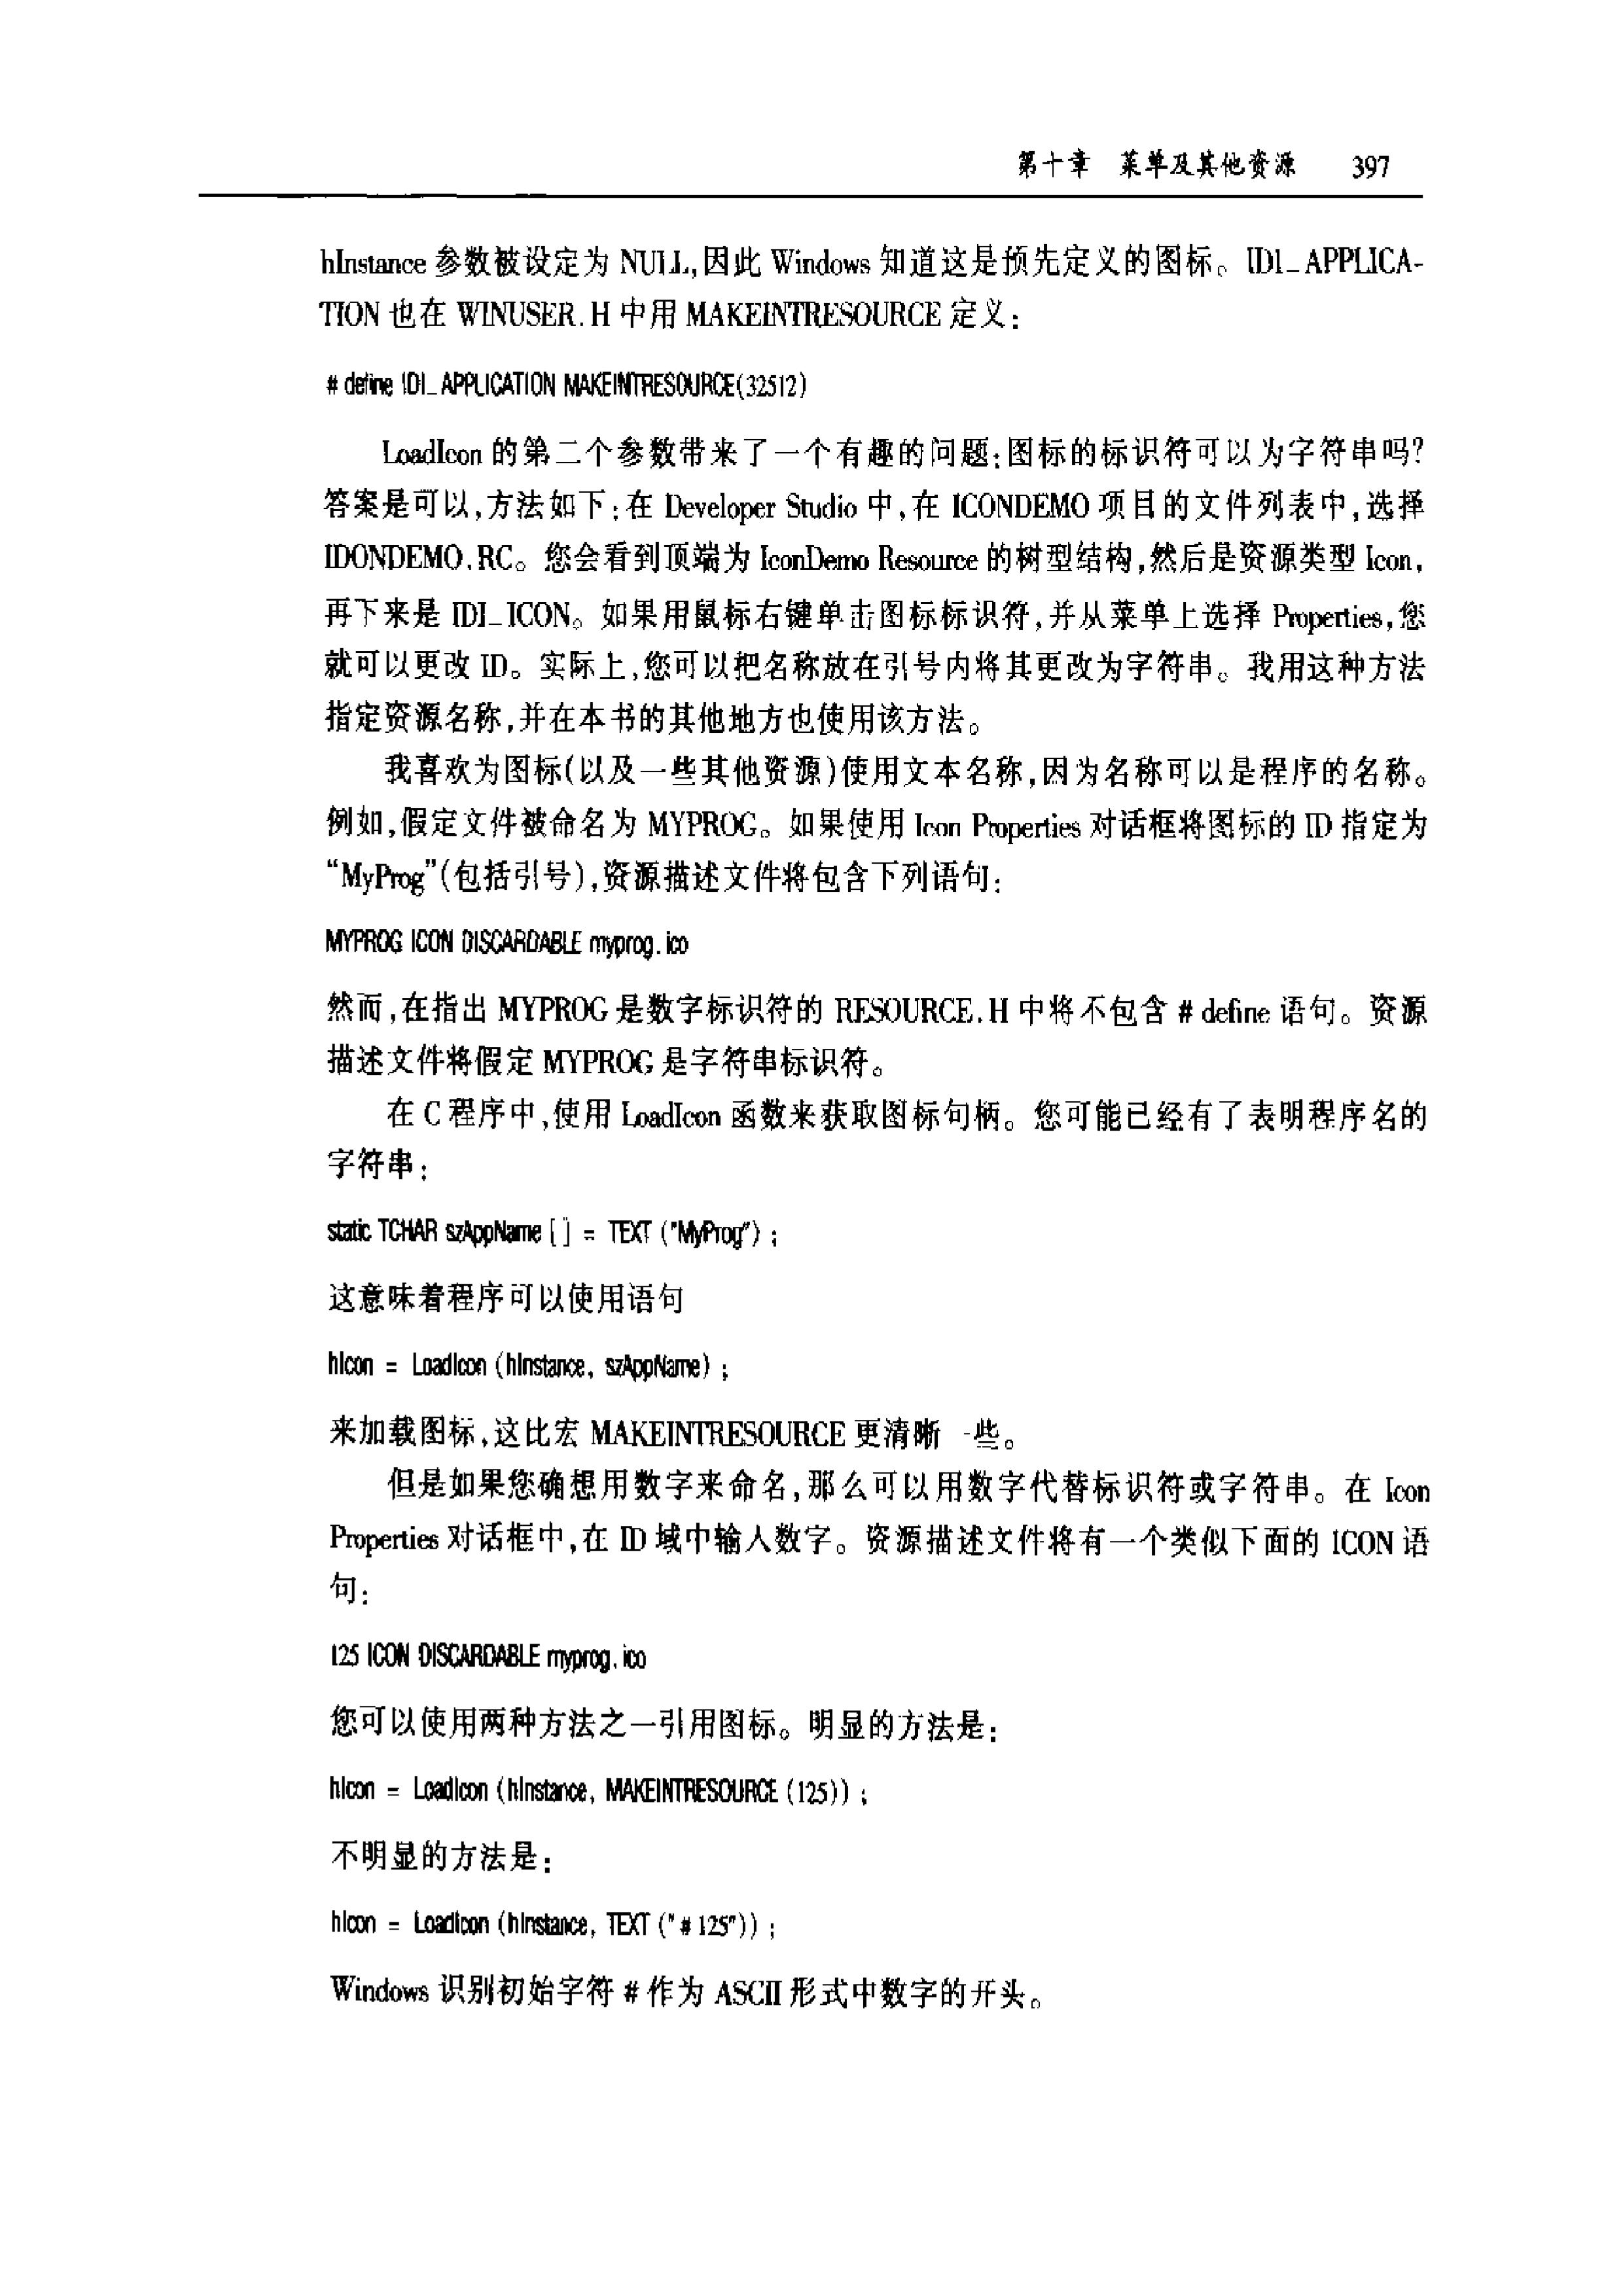 第十章 菜单及其他资源 397
hInstance 参数被设定为 NULL,因此 Windows 知道这是预先定义的图标。IDI_APPLICA-
TION 也在 WINUSER.H 中用 MAKEINTRESOURCE 定义:
# define IDI_APPLICATION MAKEINTRESOURCE(32512)
LoadIcon 的第二个参数带来了一个有趣的问题:图标的标识符可以为字符串吗?
答案是可以,方法如下:在 Developer Studio 中,在 ICONDEMO 项目的文件列表中,选择
IDONDEMO.RC。您会看到顶端为 IconDemo Resource 的树型结构,然后是资源类型 Icon,
再下来是 IDI_ICON。如果用鼠标右键单击图标标识符,并从菜单上选择 Properties,您
就可以更改 ID。实际上,您可以把名称放在引号内将其更改为字符串。我用这种方法
指定资源名称,并在本书的其他地方也使用该方法。
我喜欢为图标(以及一些其他资源)使用文本名称,因为名称可以是程序的名称。
例如,假定文件被命名为 MYPROG。如果使用 Icon Properties 对话框将图标的 ID 指定为
“MyProg”(包括引号),资源描述文件将包含下列语句:
MYPROG ICON DISCARDABLE myprog.ico
然而,在指出 MYPROG 是数字标识符的 RESOURCE.H 中将不包含 # define 语句。资源
描述文件将假定 MYPROG 是字符串标识符。
在 C 程序中,使用 LoadIcon 函数来获取图标句柄。您可能已经有了表明程序名的
字符串:
static TCHAR szAppName [] = TEXT ("MyProg") ;
这意味着程序可以使用语句
hIcon = LoadIcon (hInstance, szAppName) ;
来加载图标,这比宏 MAKEINTRESOURCE 更清晰一些。
但是如果您确想用数字来命名,那么可以用数字代替标识符或字符串。在 Icon
Properties 对话框中,在 ID 域中输入数字。资源描述文件将有一个类似下面的 ICON 语
句:
125 ICON DISCARDABLE myprog.ico
您可以使用两种方法之一引用图标。明显的方法是:
hIcon = LoadIcon (hInstance, MAKEINTRESOURCE (125)) ;
不明显的方法是:
hIcon = LoadIcon (hInstance, TEXT ("#125")) ;
Windows 识别初始字符 # 作为 ASCII 形式中数字的开头。